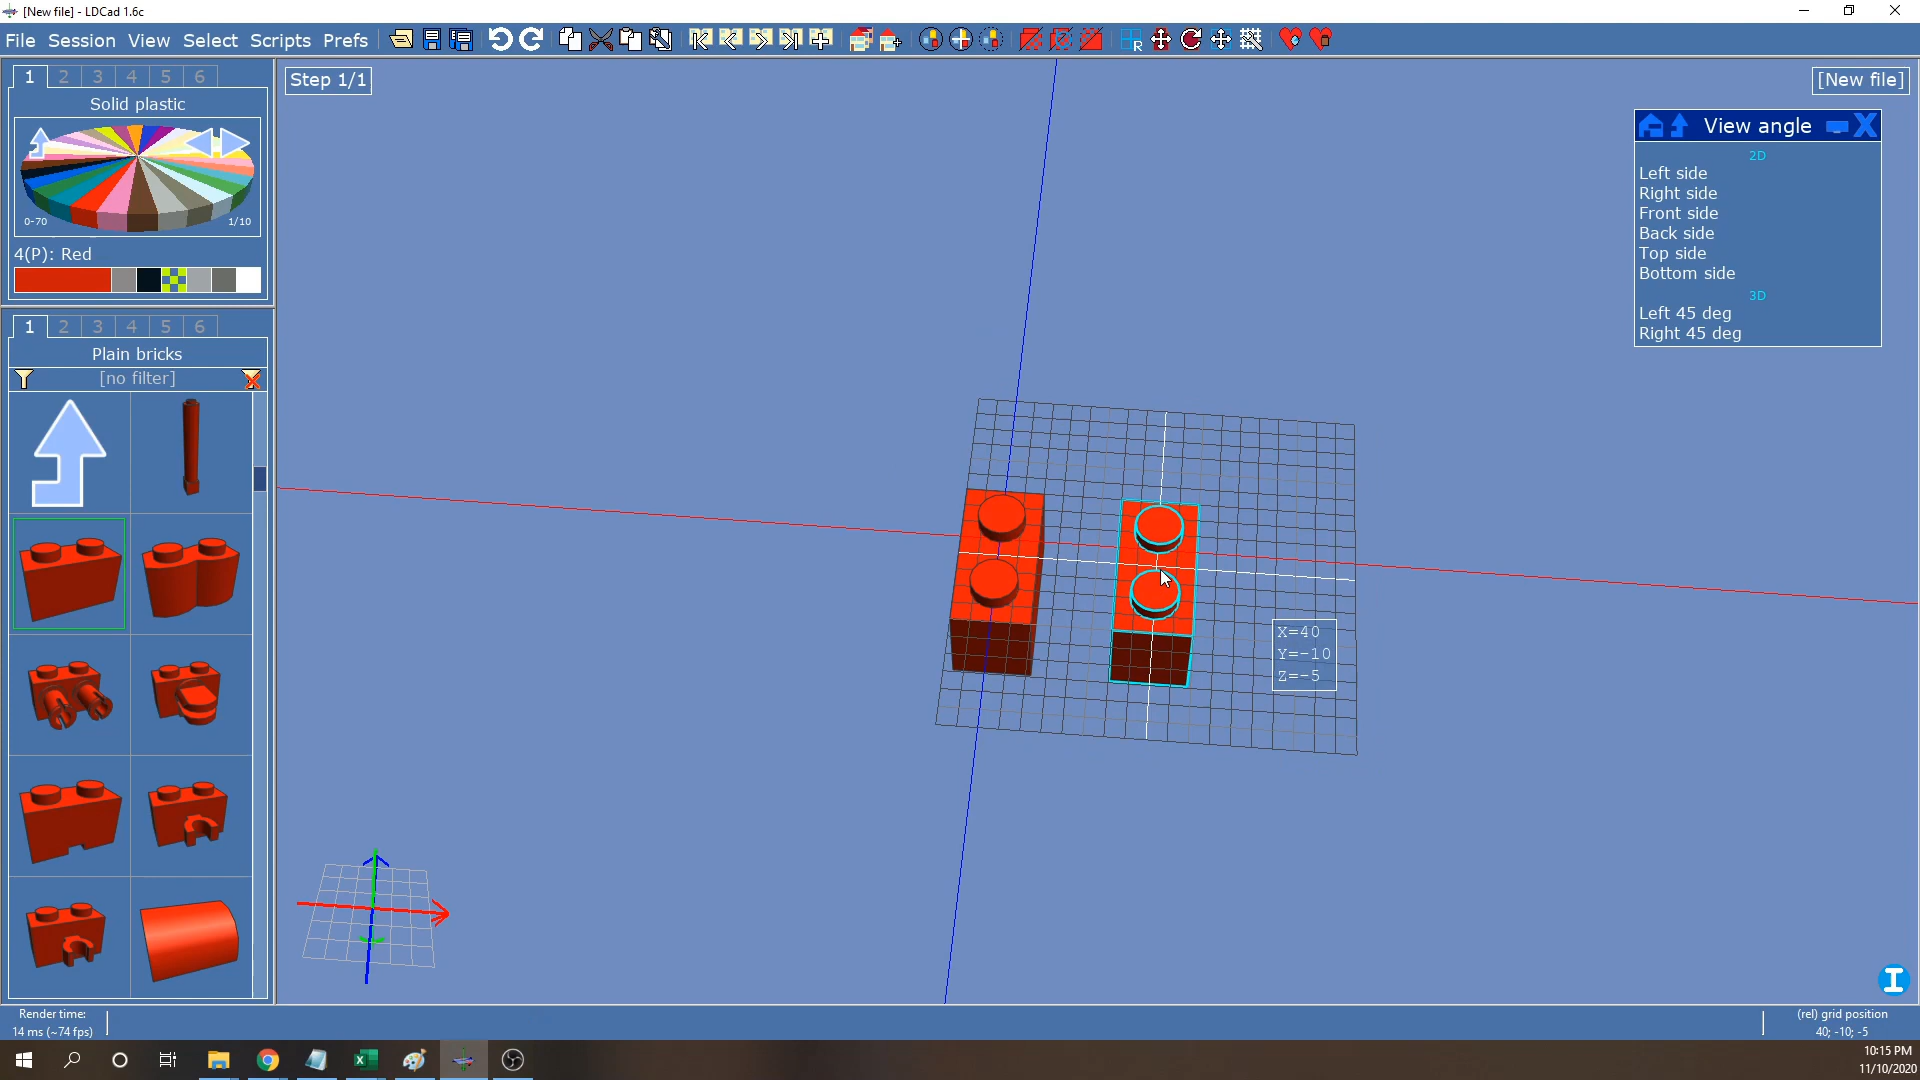 [New file] - LDCad 1.6c
File Session View Select Scripts Prefs
R
1 2 3 4 5 6
Solid plastic
0-70 1/10
4(P): Red
1 2 3 4 5 6
Plain bricks
[no filter]
Step 1/1
[New file]
View angle
2D
Left side
Right side
Front side
Back side
Top side
Bottom side
3D
Left 45 deg
Right 45 deg
X=40
Y=-10
Z=-5
Render time:
14 ms (~74 fps)
(rel) grid position
40; -10; -5
10:15 PM
11/10/2020